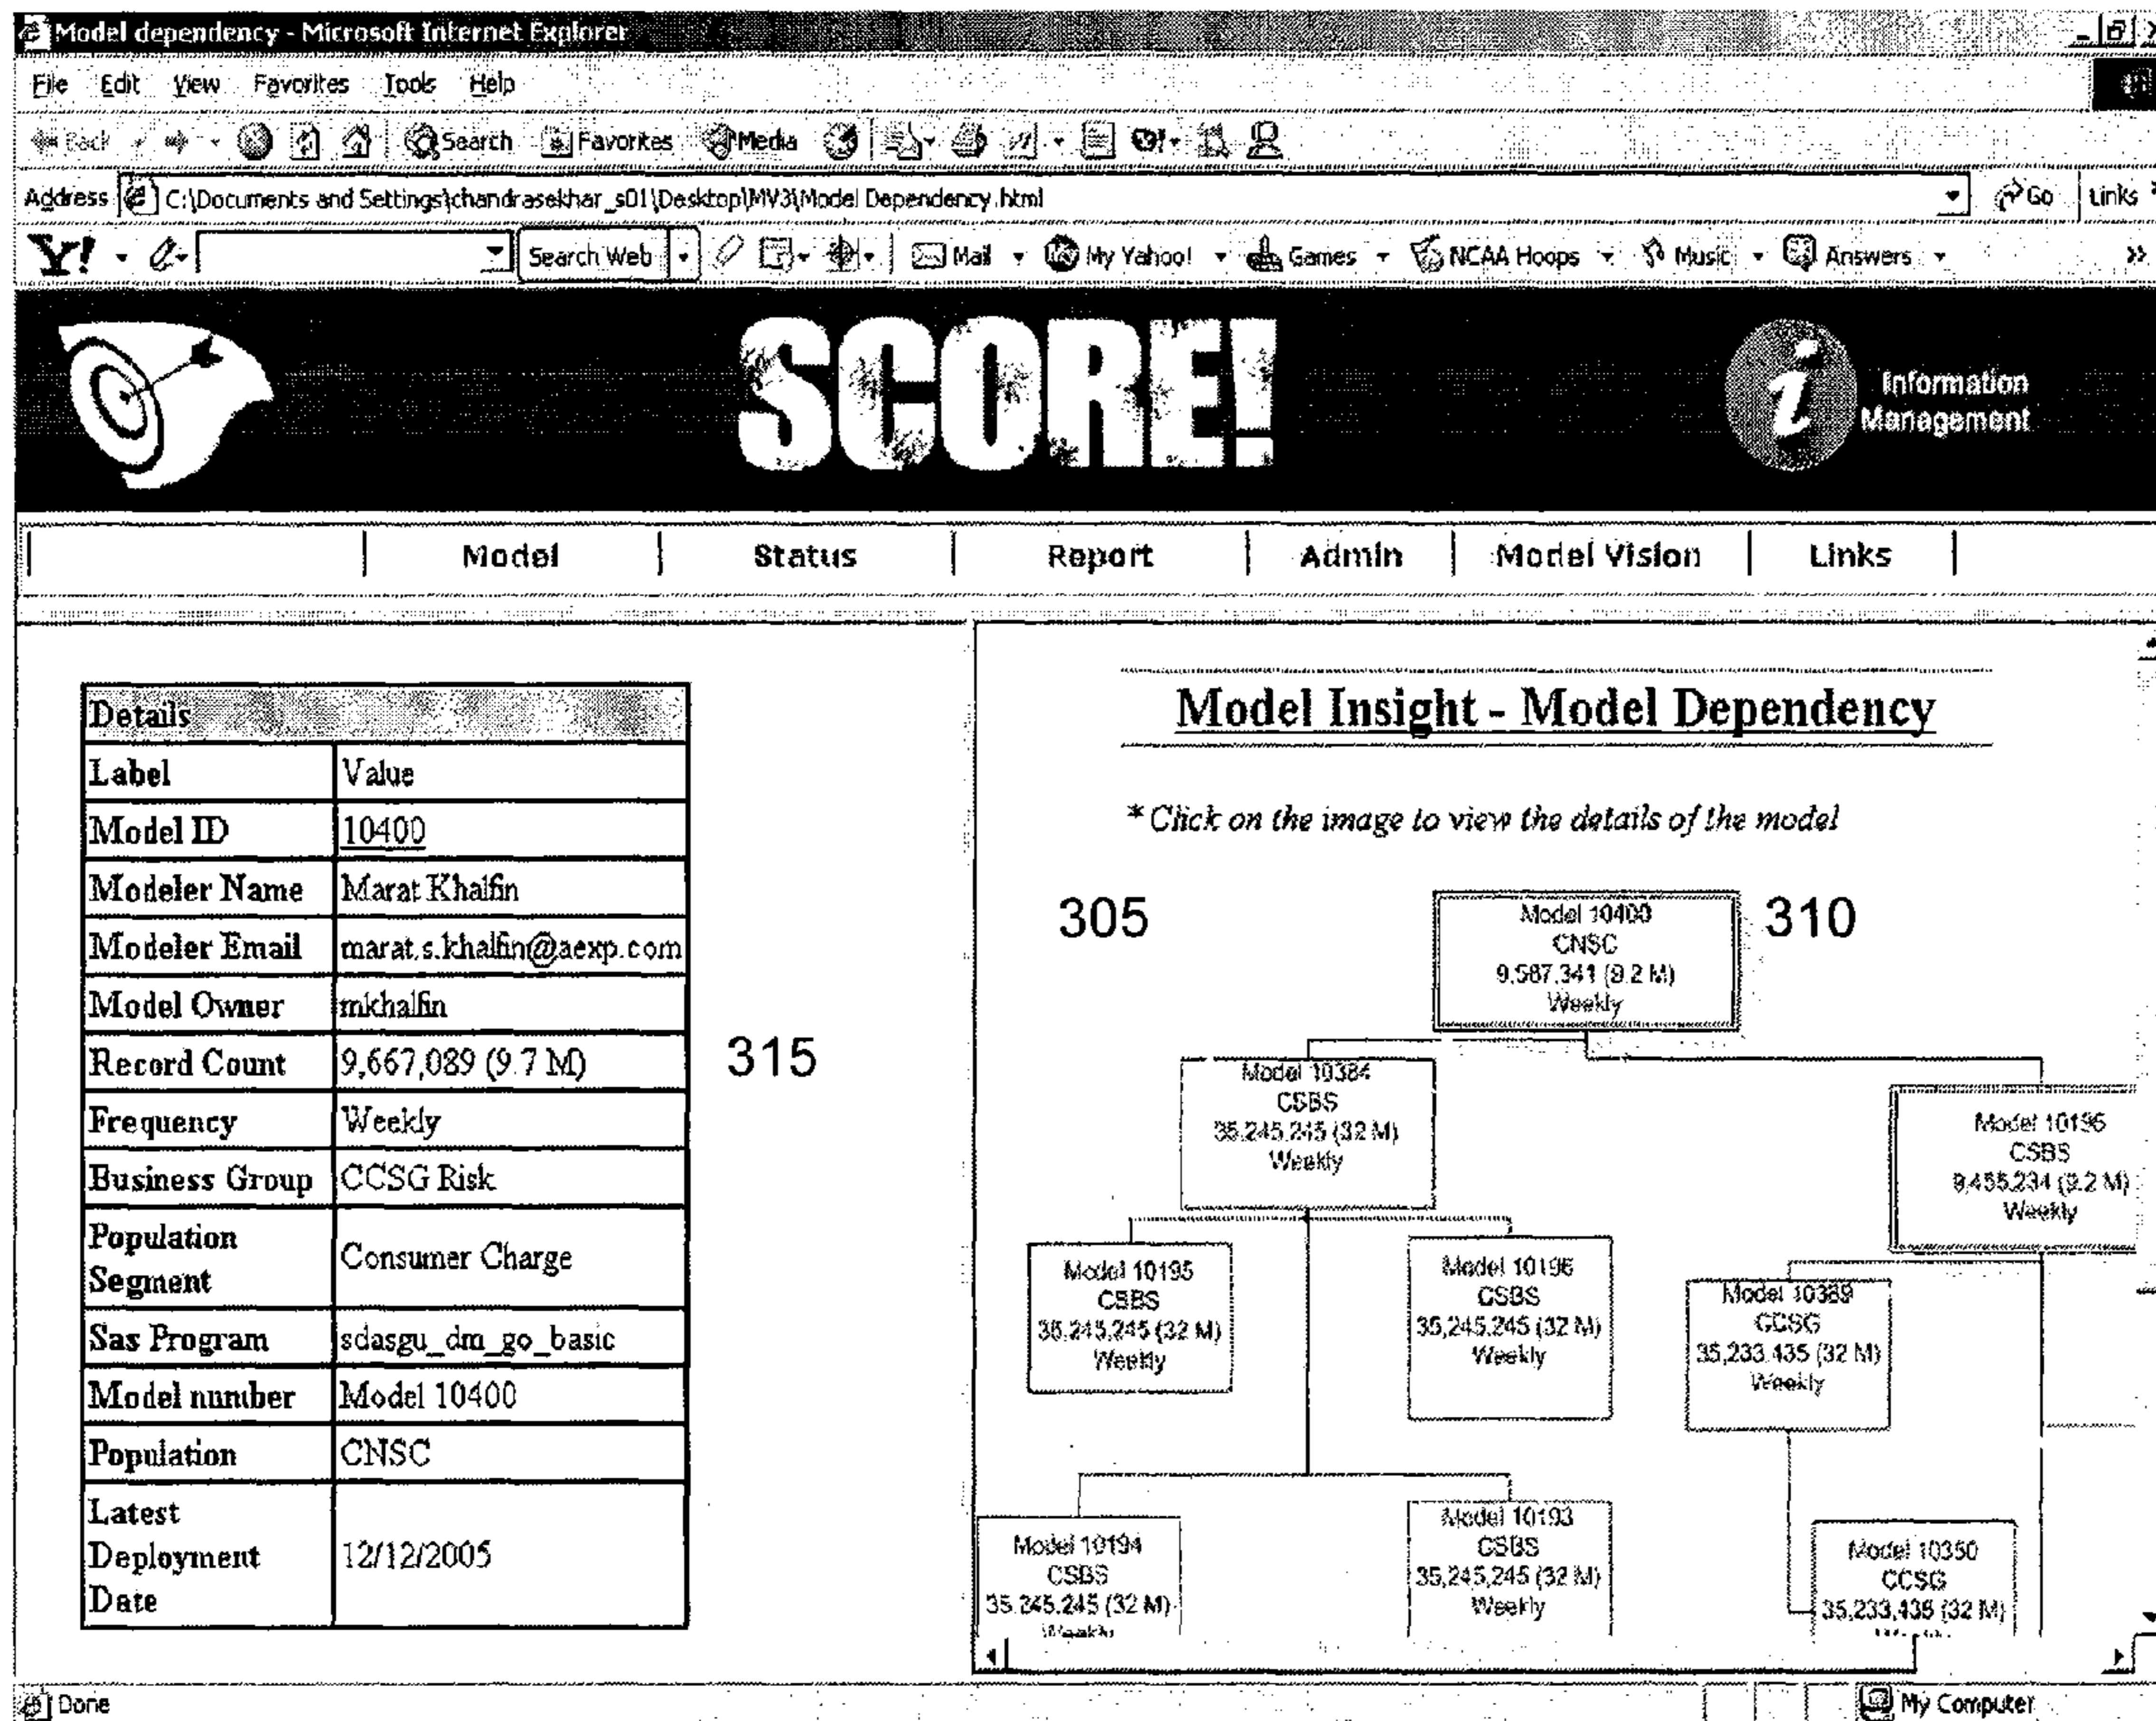 Model dependency - Microsoft Internet Explorer
File Edit View Favorites Tools Help
Back Search Favorites Media
Address C:\Documents and Settings\chandrasekhar_s01\Desktop\MV3\Model Dependency.html Go Links
Y! Search Web Mail My Yahoo! Games NCAA Hoops Music Answers »
SCORE!
i Information
Management
Model Status Report Admin Model Vision Links
Details
Label Value
Model ID 10400
Modeler Name Marat Khalfin
Modeler Email marat.s.khalfin@aexp.com
Model Owner mkhalfin
Record Count 9,667,089 (9.7 M)
Frequency Weekly
Business Group CCSG Risk
Population
Segment Consumer Charge
Sas Program sdasgu_dm_go_basic
Model number Model 10400
Population CNSC
Latest
Deployment
Date 12/12/2005
315
Model Insight - Model Dependency
* Click on the image to view the details of the model
305
310
Model 10400
CNSC
9,567,341 (9.2 M)
Weekly
Model 10384
CSBS
35,245,245 (32 M)
Weekly
Model 10196
CSBS
9,455,234 (9.2 M)
Weekly
Model 10195
CSBS
35,245,245 (32 M)
Weekly
Model 10196
CSBS
35,245,245 (32 M)
Weekly
Model 10389
GCSG
35,233,435 (32 M)
Weekly
Model 10194
CSBS
35,245,245 (32 M)
Weekly
Model 10193
CSBS
35,245,245 (32 M)
Weekly
Model 10350
CCSG
35,233,435 (32 M)
Done
My Computer